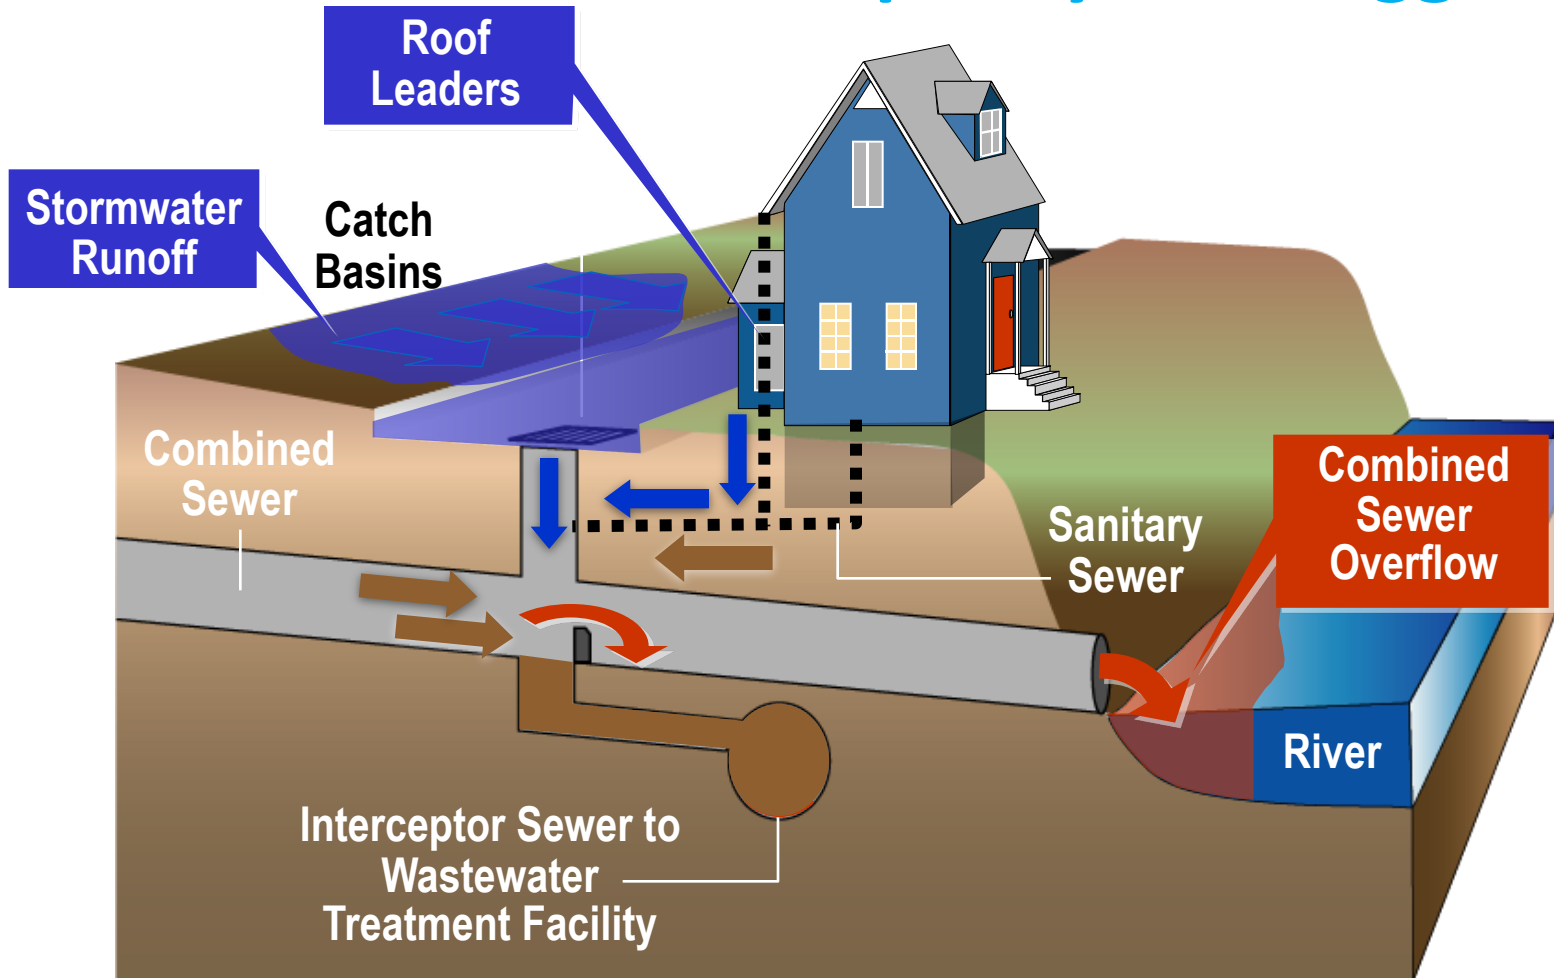 Roof
Leaders
Stormwater
Runoff
Catch
Basins
Combined
Sewer
Sanitary
Sewer
Combined
Sewer
Overflow
River
Interceptor Sewer to
Wastewater
Treatment Facility